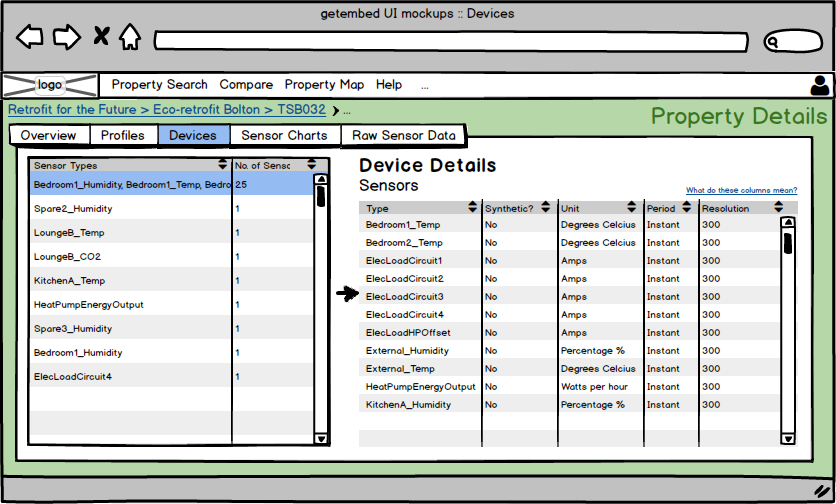 getembed UI mockups :: Devices
logo Property Search Compare Property Map Help ...
Retrofit for the Future > Eco-retrofit Bolton > TSB032 ...
Property Details
Overview Profiles Devices Sensor Charts Raw Sensor Data
Sensor Types No. of Senso
Bedroom1_Humidity, Bedroom1_Temp, Bedro 25
Spare2_Humidity 1
LoungeB_Temp 1
LoungeB_CO2 1
KitchenA_Temp 1
HeatPumpEnergyOutput 1
Spare3_Humidity 1
Bedroom1_Humidity 1
ElecLoadCircuit4 1
Device Details
Sensors
What do these columns mean?
Type Synthetic? Unit Period Resolution
Bedroom1_Temp No Degrees Celcius Instant 300
Bedroom2_Temp No Degrees Celcius Instant 300
ElecLoadCircuit1 No Amps Instant 300
ElecLoadCircuit2 No Amps Instant 300
ElecLoadCircuit3 No Amps Instant 300
ElecLoadCircuit4 No Amps Instant 300
ElecLoadHPOffset No Amps Instant 300
External_Humidity No Percentage % Instant 300
External_Temp No Degrees Celcius Instant 300
HeatPumpEnergyOutput No Watts per hour Instant 300
KitchenA_Humidity No Percentage % Instant 300